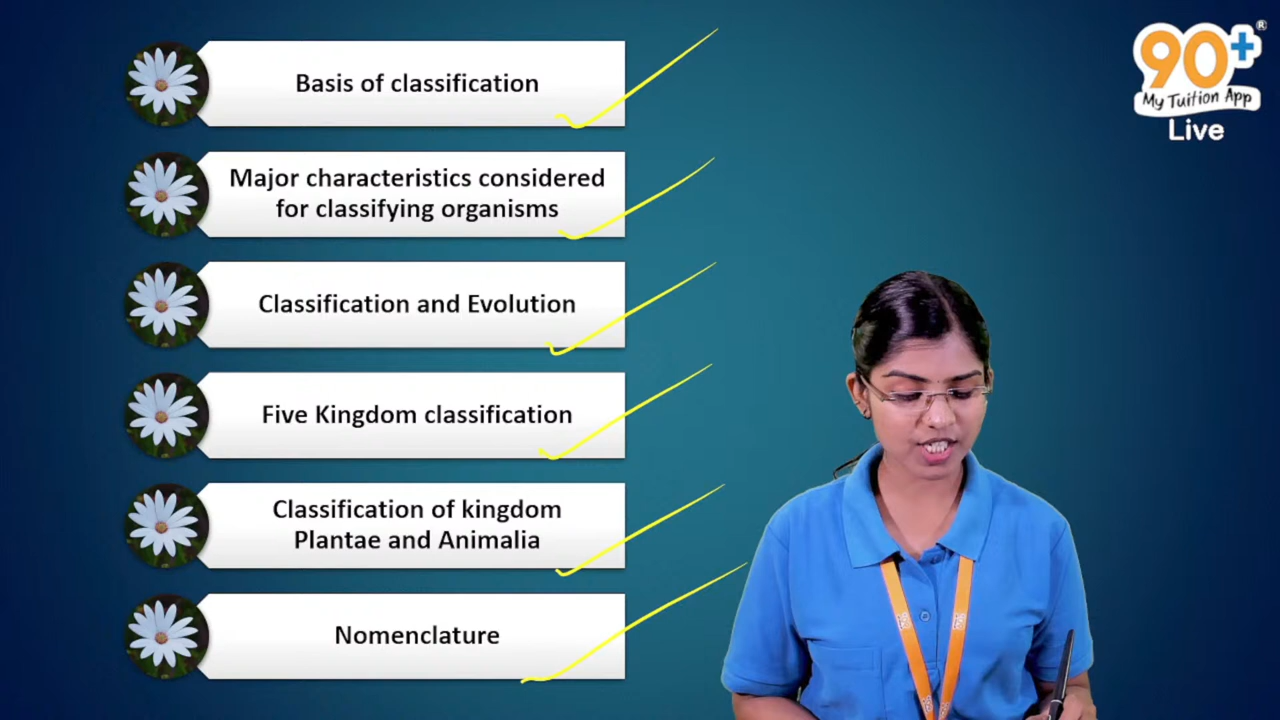 Basis of classification
Major characteristics considered
for classifying organisms
Classification and Evolution
Five Kingdom classification
Classification of kingdom
Plantae and Animalia
Nomenclature
90+
®
My Tuition App
Live